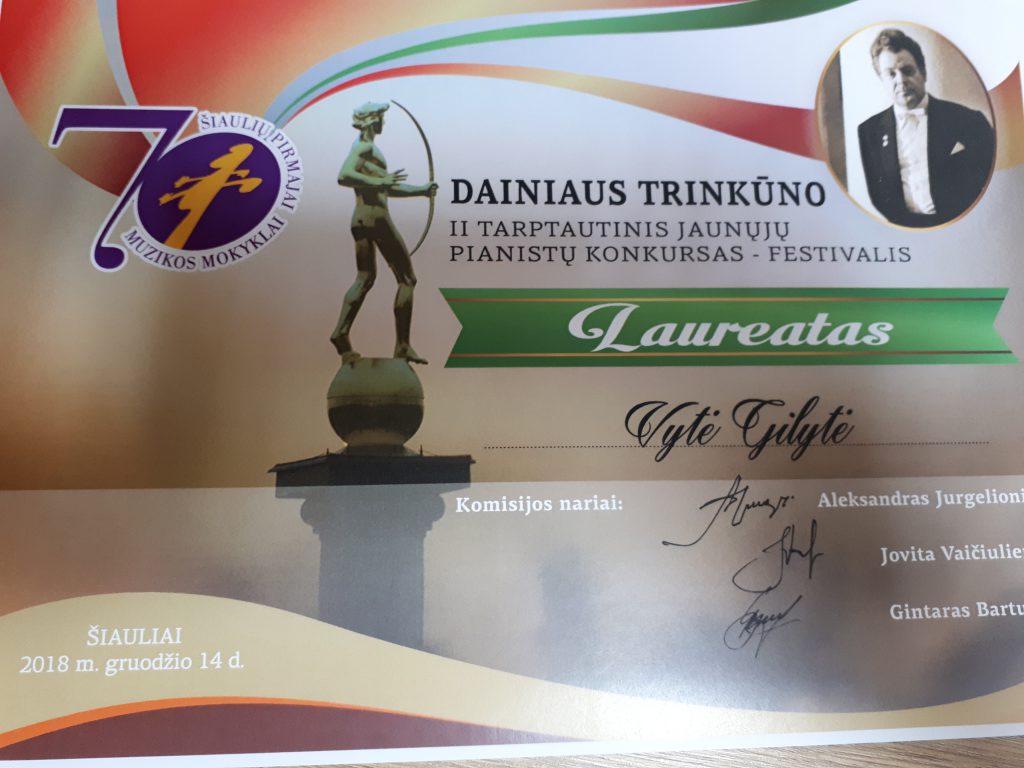 70
ŠIAULIŲ PIRMAJAI
MUZIKOS MOKYKLAI
DAINIAUS TRINKŪNO
II TARPTAUTINIS JAUNŲJŲ
PIANISTŲ KONKURSAS - FESTIVALIS
Laureatas
Vytė Gilytė
Komisijos nariai:
Aleksandras Jurgelioni
Jovita Vaičiulie
Gintaras Bartu
ŠIAULIAI
2018 m. gruodžio 14 d.